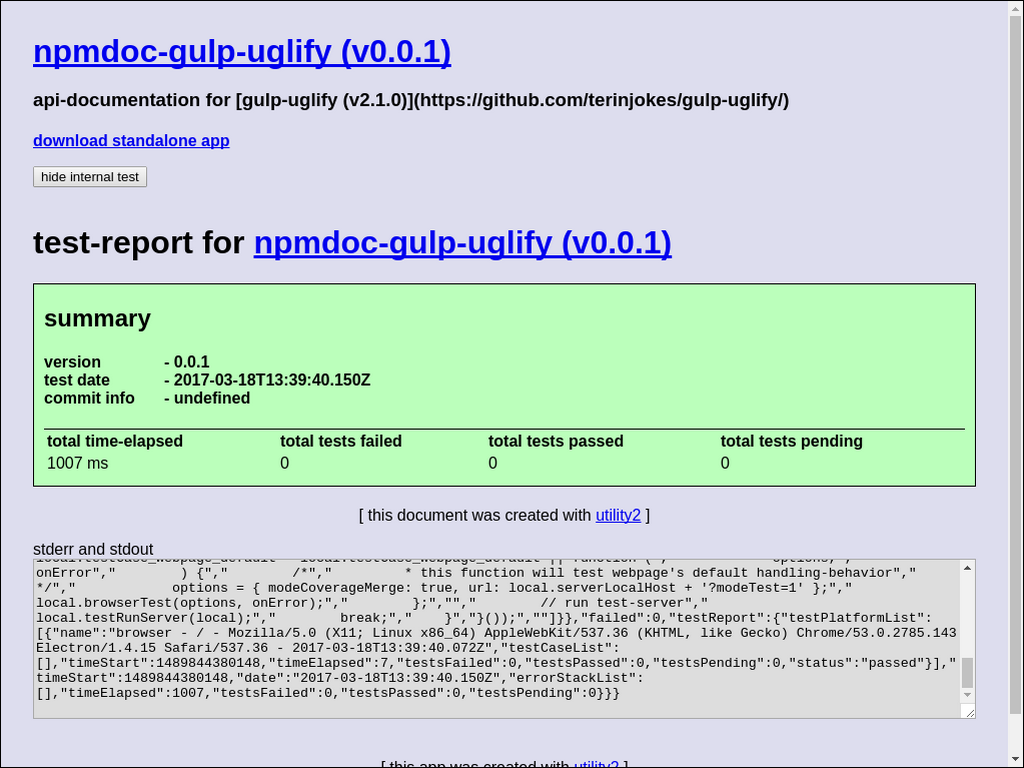 npmdoc-gulp-uglify (v0.0.1)
api-documentation for [gulp-uglify (v2.1.0)](https://github.com/terinjokes/gulp-uglify/)
download standalone app
hide internal test
test-report for npmdoc-gulp-uglify (v0.0.1)
summary
version - 0.0.1
test date - 2017-03-18T13:39:40.150Z
commit info - undefined
total time-elapsed total tests failed total tests passed total tests pending
1007 ms 0 0 0
[ this document was created with utility2 ]
stderr and stdout
onError","        ) {","        /*","         * this function will test webpage's default handling-behavior","
*/","            options = { modeCoverageMerge: true, url: local.serverLocalHost + '?modeTest=1' };","
local.browserTest(options, onError);","        };","","        // run test-server","
local.testRunServer(local);","        break;","    }","}());",""]}},"failed":0,"testReport":{"testPlatformList":
[{"name":"browser - / - Mozilla/5.0 (X11; Linux x86_64) AppleWebKit/537.36 (KHTML, like Gecko) Chrome/53.0.2785.143
Electron/1.4.15 Safari/537.36 - 2017-03-18T13:39:40.072Z","testCaseList":
[],"timeStart":1489844380148,"timeElapsed":7,"testsFailed":0,"testsPassed":0,"testsPending":0,"status":"passed"}],"
timeStart":1489844380148,"date":"2017-03-18T13:39:40.150Z","errorStackList":
[],"timeElapsed":1007,"testsFailed":0,"testsPassed":0,"testsPending":0}}}
[ this app was created with utility2 ]